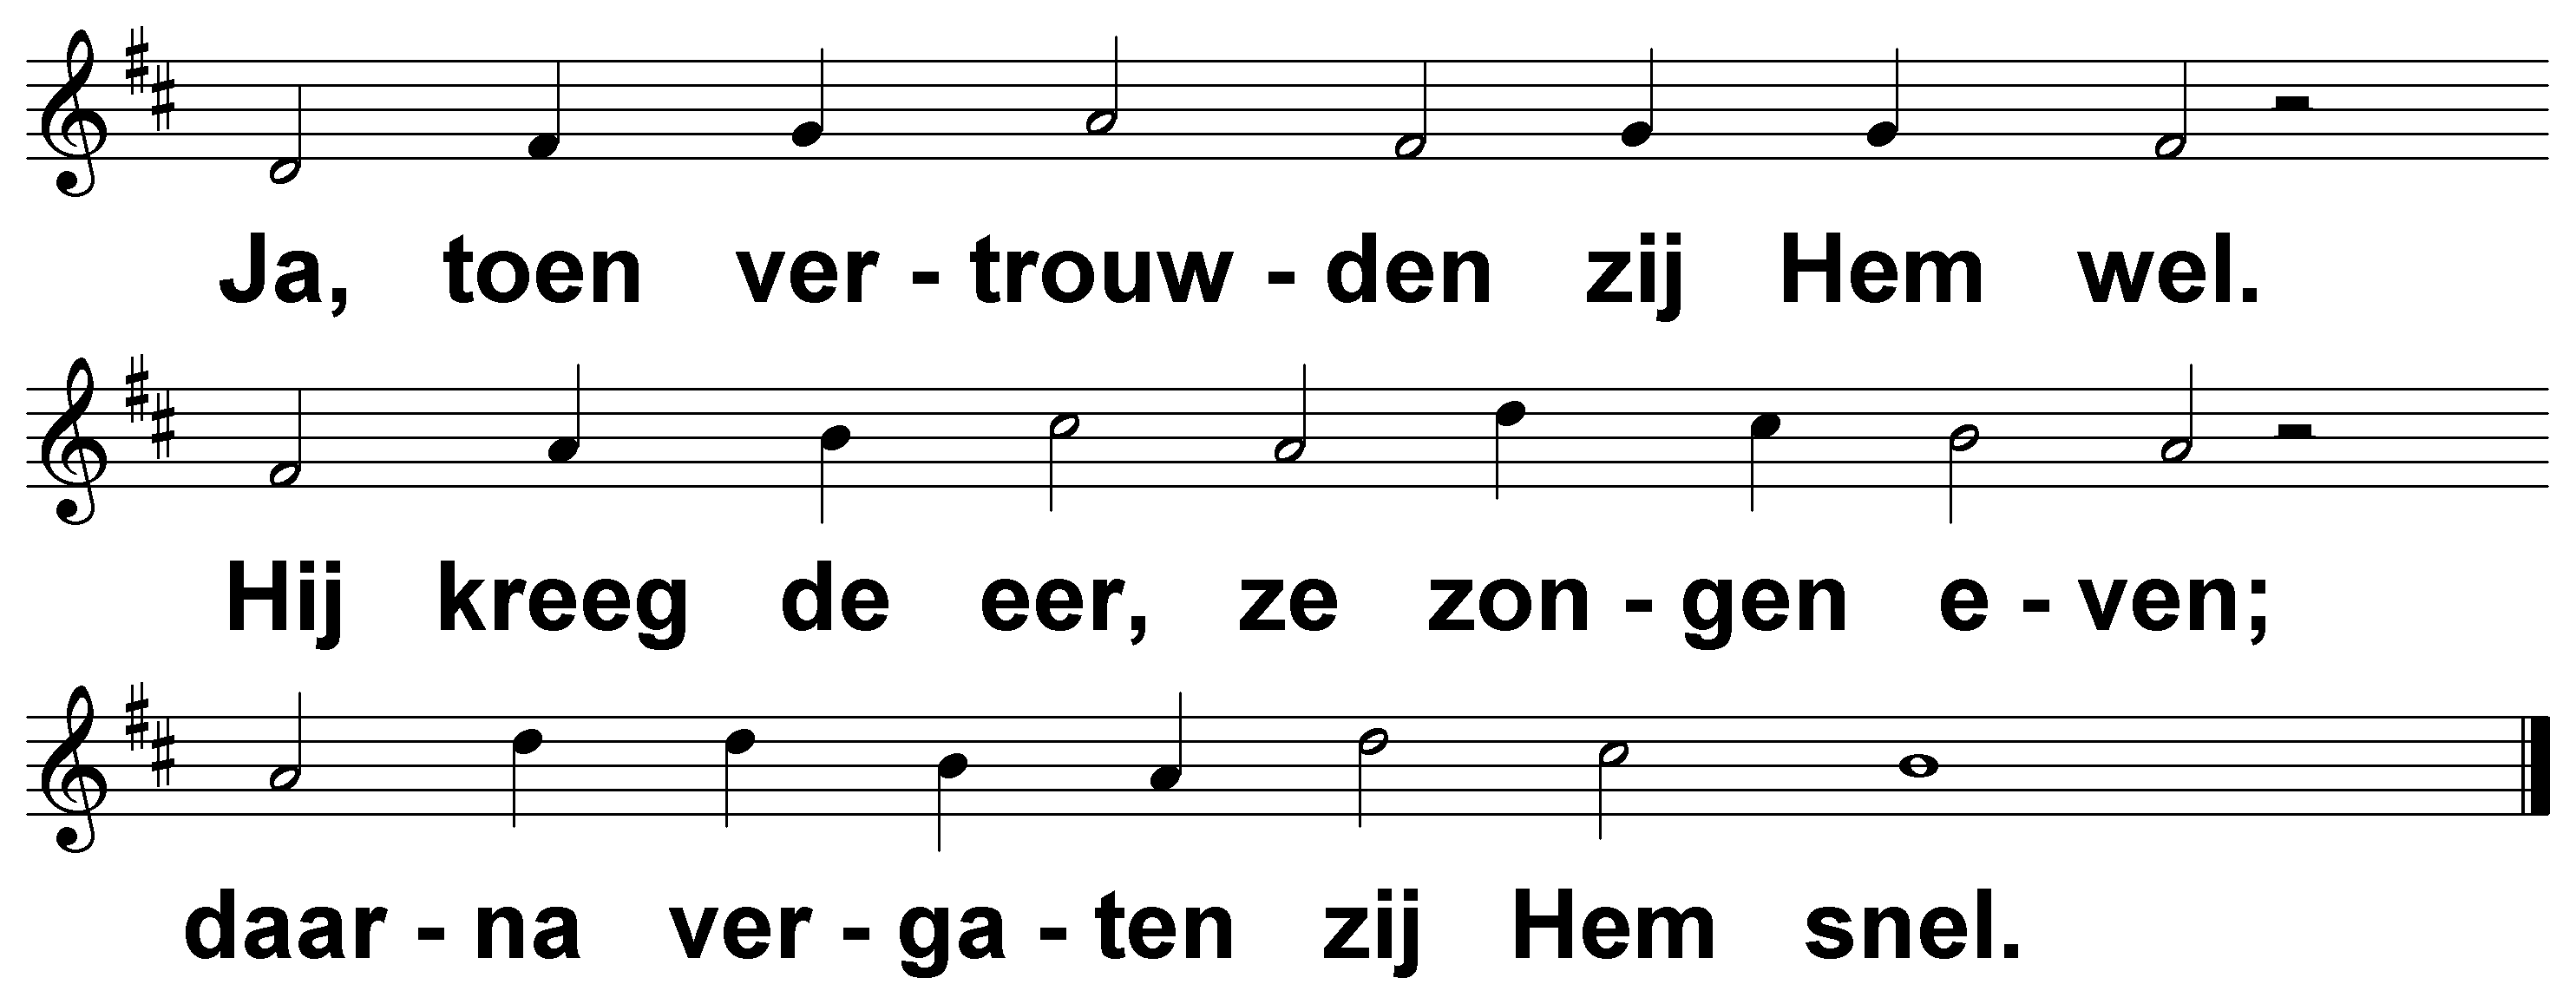 Ja, toen ver - trouw - den zij Hem wel.
Hij kreeg de eer, ze zon - gen e - ven;
daar - na ver - ga - ten zij Hem snel.